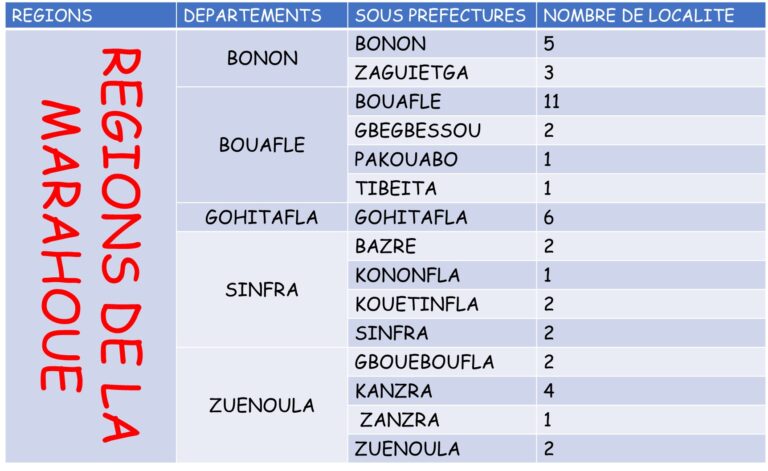 REGIONS DEPARTEMENTS SOUS PREFECTURES NOMBRE DE LOCALITE
REGIONS DE LA
MARAHOUE
BONON
BONON 5
ZAGUIETGA 3
BOUAFLE
BOUAFLE 11
GBEGBESSOU 2
PAKOUABO 1
TIBEITA 1
GOHITAFLA GOHITAFLA 6
SINFRA
BAZRE 2
KONONFLA 1
KOUETINFLA 2
SINFRA 2
ZUENOULA
GBOUEBOUFLA 2
KANZRA 4
ZANZRA 1
ZUENOULA 2